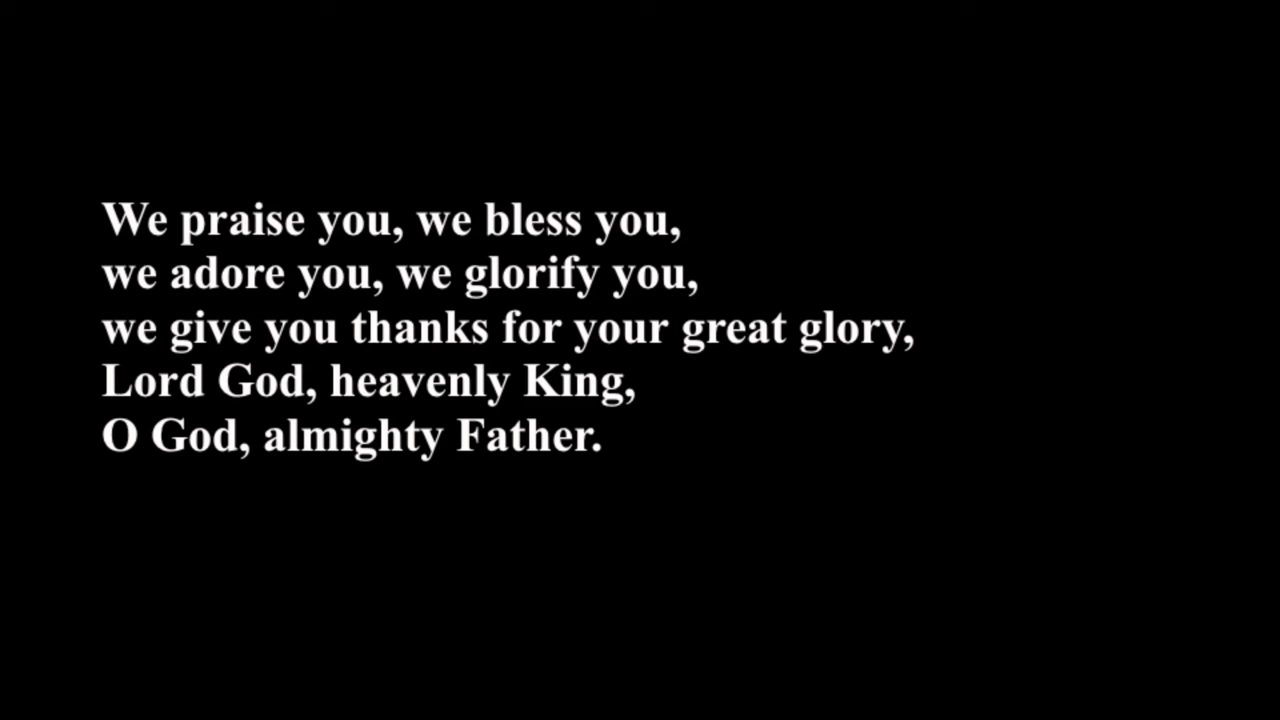 We praise you, we bless you,
we adore you, we glorify you,
we give you thanks for your great glory,
Lord God, heavenly King,
O God, almighty Father.